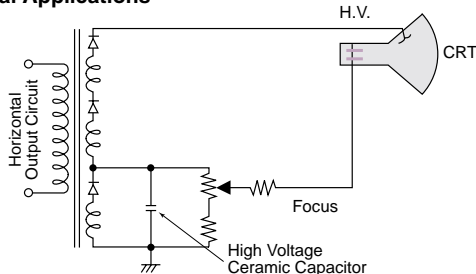 al Applications
H.V.
CRT
Horizontal
Output Circuit
Focus
High Voltage
Ceramic Capacitor